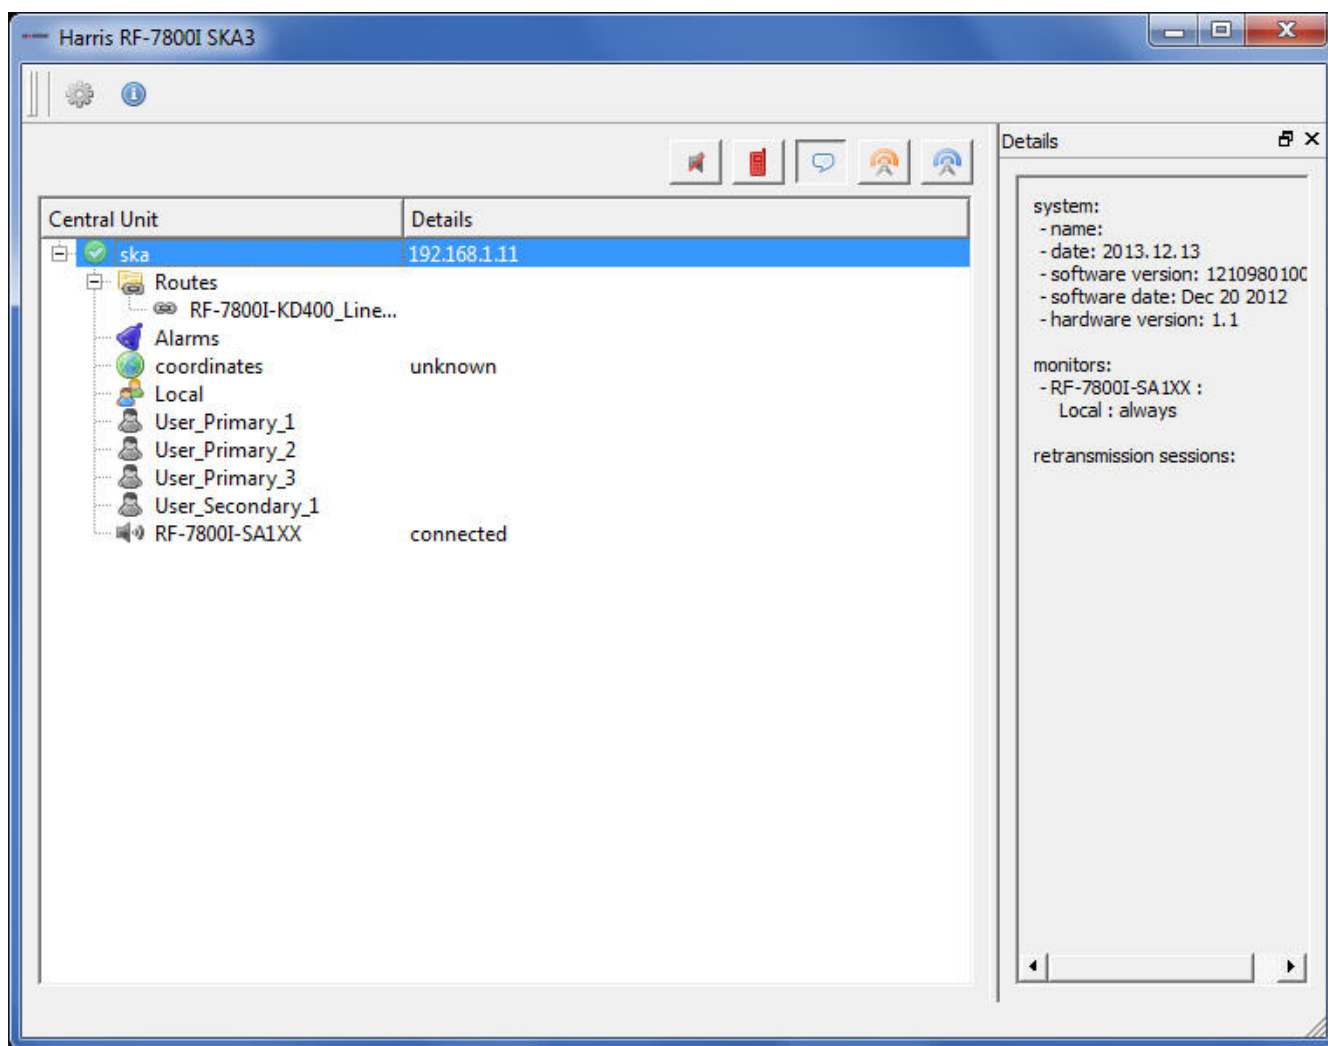 Harris RF-7800I SKA3
Details
Central Unit Details
ska 192.168.1.11
Routes
RF-7800I-KD400_Line...
Alarms
coordinates unknown
Local
User_Primary_1
User_Primary_2
User_Primary_3
User_Secondary_1
RF-7800I-SA1XX connected
system:
- name:
- date: 2013.12.13
- software version: 1210980100
- software date: Dec 20 2012
- hardware version: 1.1
monitors:
- RF-7800I-SA1XX :
Local : always
retransmission sessions: